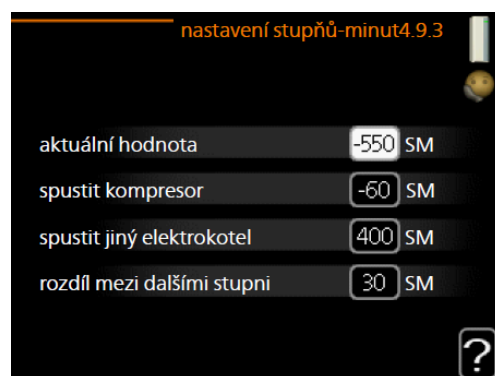 nastavení stupňů-minut4.9.3
aktuální hodnota -550 SM
spustit kompresor -60 SM
spustit jiný elektrokotel 400 SM
rozdíl mezi dalšími stupni 30 SM
?